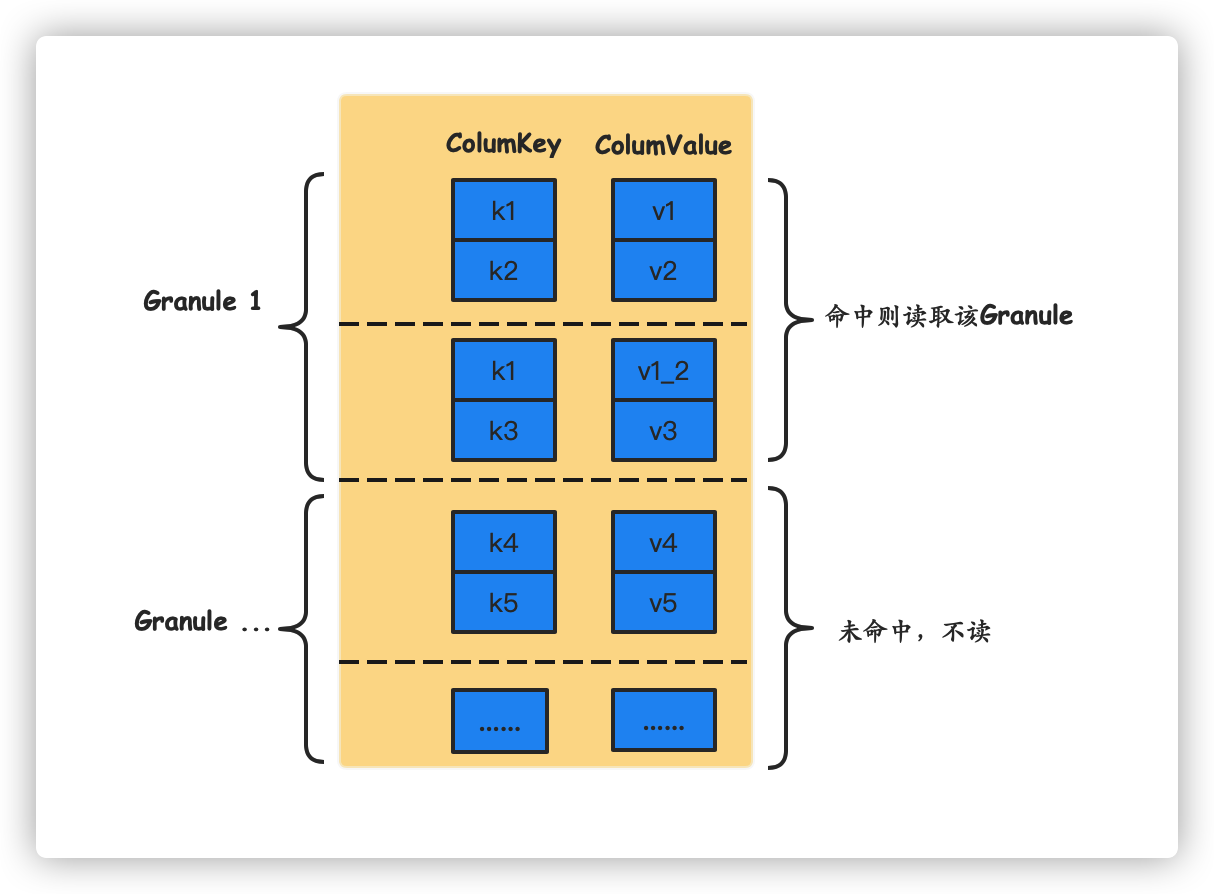 ColumKey ColumValue
k1 v1
k2 v2
Granule 1
命中则读取该Granule
k1 v1_2
k3 v3
k4 v4
k5 v5
Granule ...
未命中，不读
...... ......